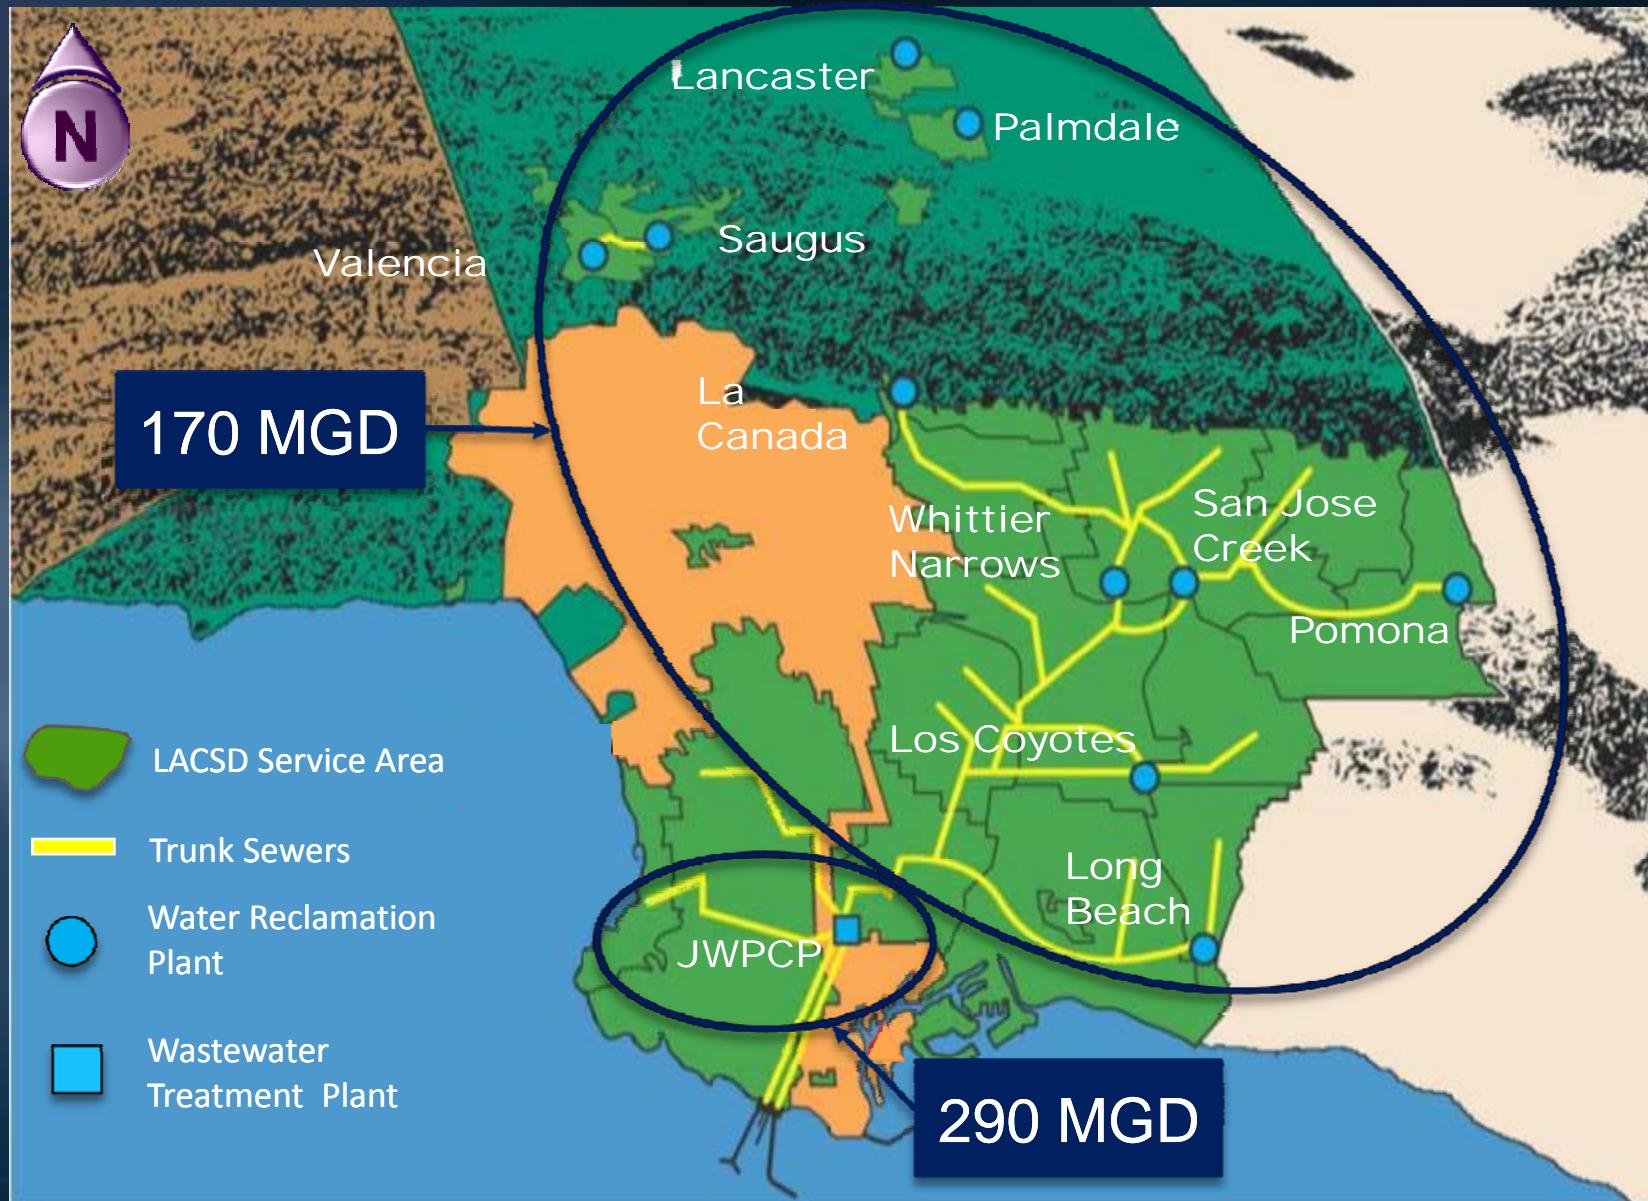 N
Lancaster
Palmdale
Saugus
Valencia
170 MGD
La
Canada
Whittier
Narrows
San Jose
Creek
Pomona
Los Coyotes
Long
Beach
JWPCP
290 MGD
LACSD Service Area
Trunk Sewers
Water Reclamation
Plant
Wastewater
Treatment Plant